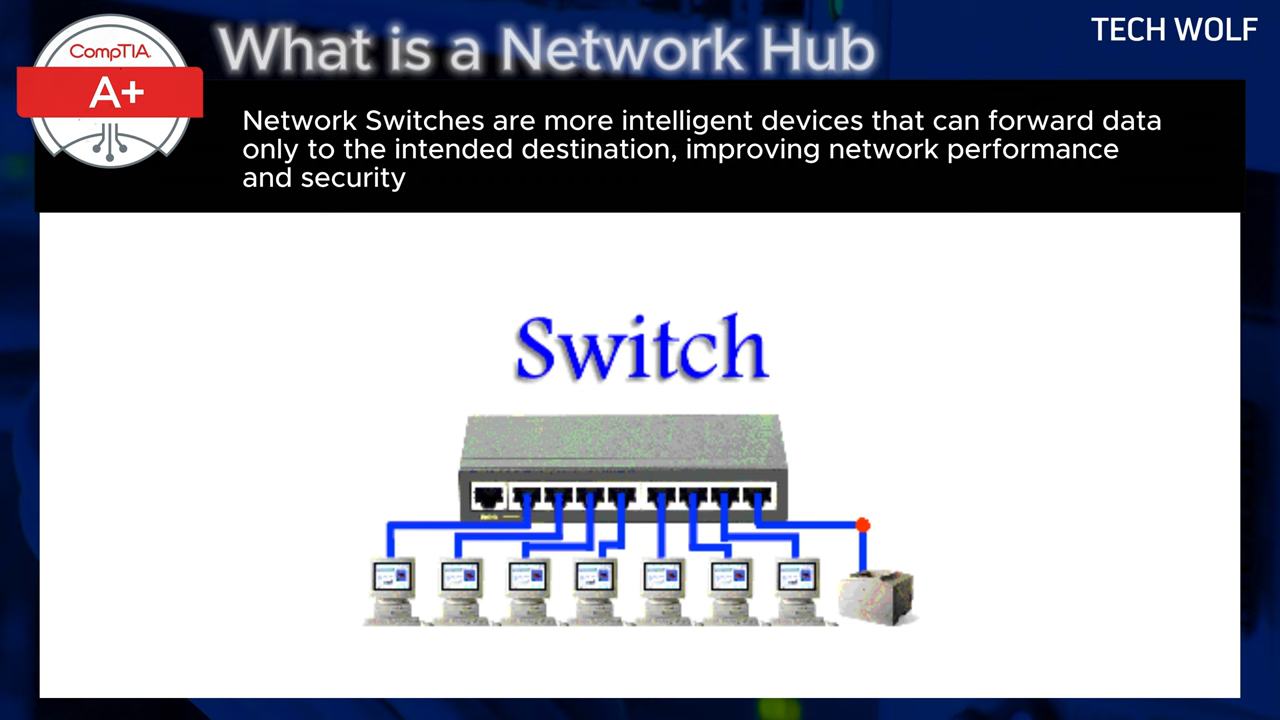 CompTIA.
A+
What is a Network Hub
TECH WOLF
Network Switches are more intelligent devices that can forward data
only to the intended destination, improving network performance
and security
Switch